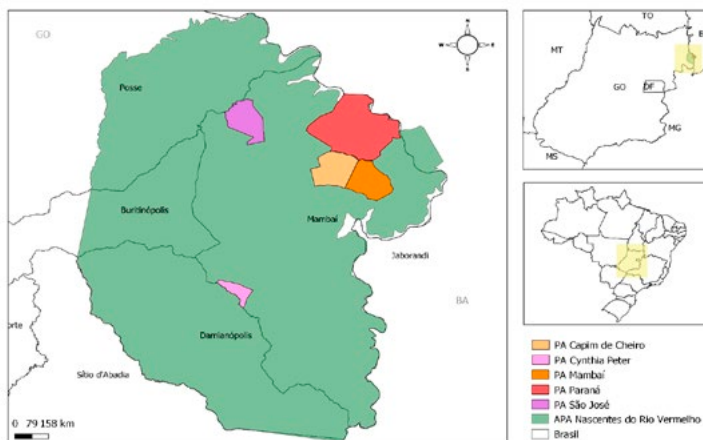 GO
Posse
Buritinópolis
Mambaí
Jaborandi
BA
Damianópolis
Sítio d'Abadia
orte
0 79 158 km
N
W
E
S
TO
B
MT
GO
DF
MG
MS
PA Capim de Cheiro
PA Cynthia Peter
PA Mambaí
PA Paraná
PA São José
APA Nascentes do Rio Vermelho
Brasil